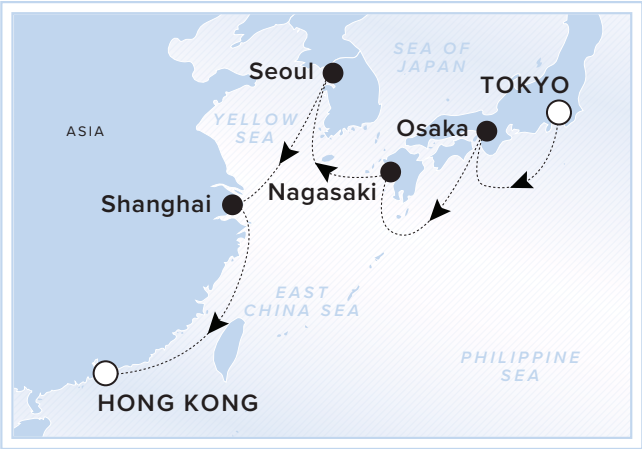 SEA OF
JAPAN
Seoul
TOKYO
YELLOW
SEA
Osaka
ASIA
Nagasaki
Shanghai
EAST
CHINA SEA
PHILIPPINE
SEA
HONG KONG